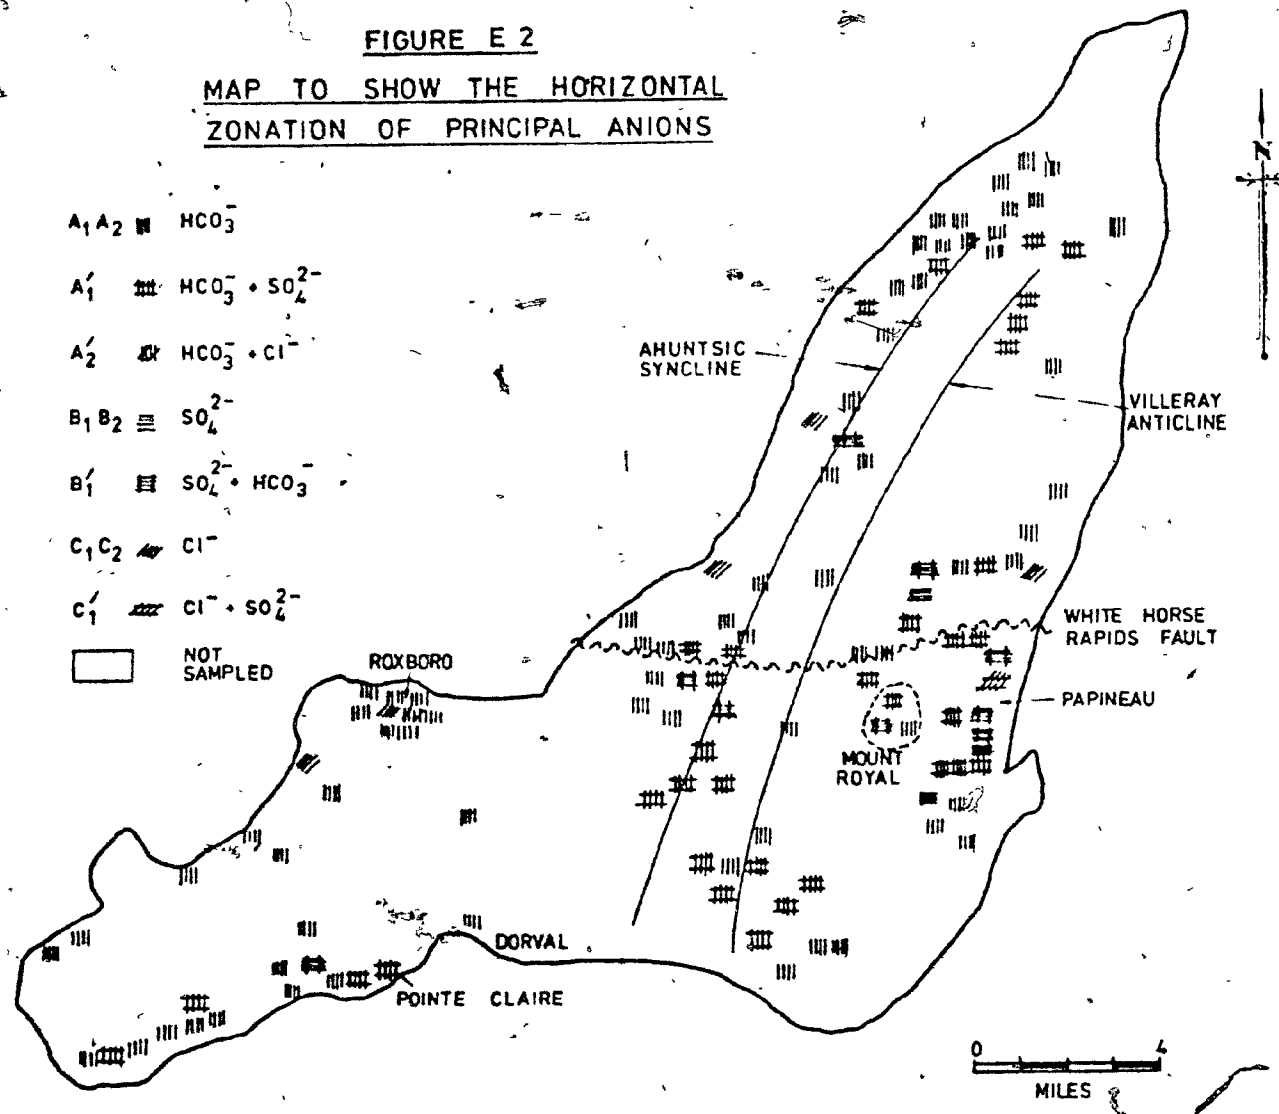 FIGURE E 2
MAP TO SHOW THE HORIZONTAL
ZONATION OF PRINCIPAL ANIONS
N
A₁ A₂ HCO₃⁻
A₁′ HCO₃⁻ + SO₄²⁻
A₂′ HCO₃⁻ + Cl⁻
B₁ B₂ SO₄²⁻
B₁′ SO₄²⁻ + HCO₃⁻
C₁ C₂ Cl⁻
C₁′ Cl⁻ + SO₄²⁻
NOT
SAMPLED
AHUNTSIC
SYNCLINE
VILLERAY
ANTICLINE
WHITE HORSE
RAPIDS FAULT
ROXBORO
PAPINEAU
MOUNT
ROYAL
DORVAL
POINTE CLAIRE
0 4
MILES